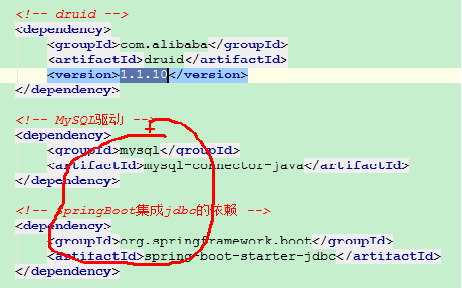 <!-- druid -->
<dependency>
<groupId>com.alibaba</groupId>
<artifactId>druid</artifactId>
<version>1.1.10</version>
</dependency>
<!-- MySQL驱动 -->
<dependency>
<groupId>mysql</groupId>
<artifactId>mysql-connector-java</artifactId>
</dependency>
<!-- SpringBoot集成jdbc的依赖 -->
<dependency>
<groupId>org.springframework.boot</groupId>
<artifactId>spring-boot-starter-jdbc</artifactId>
</dependency>